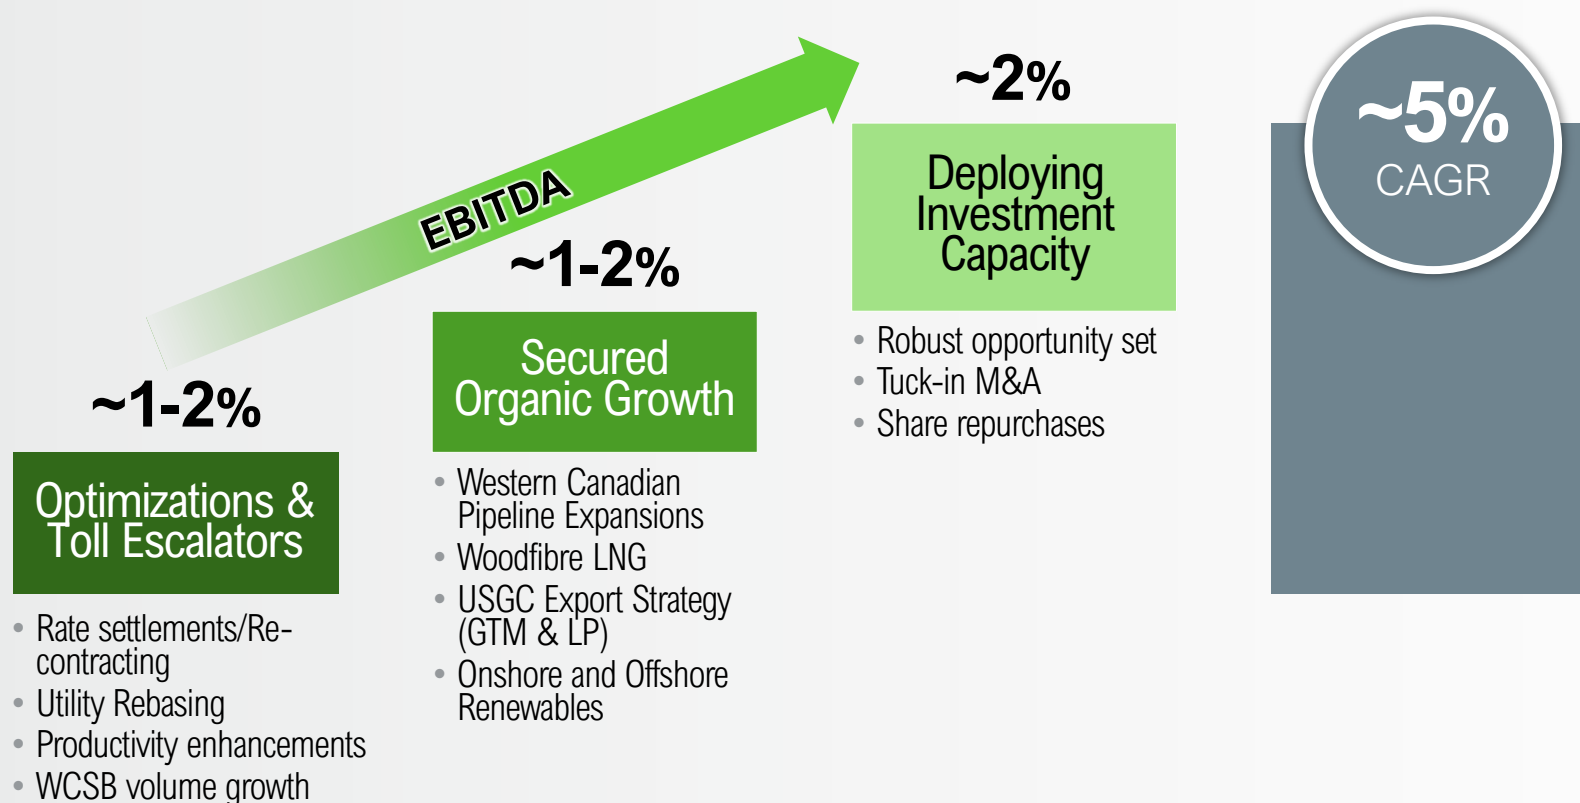 EBITDA
~1-2%
Optimizations &
Toll Escalators
• Rate settlements/Re-
contracting
• Utility Rebasing
• Productivity enhancements
• WCSB volume growth
~1-2%
Secured
Organic Growth
• Western Canadian
Pipeline Expansions
• Woodfibre LNG
• USGC Export Strategy
(GTM & LP)
• Onshore and Offshore
Renewables
~2%
Deploying
Investment
Capacity
• Robust opportunity set
• Tuck-in M&A
• Share repurchases
~5%
CAGR